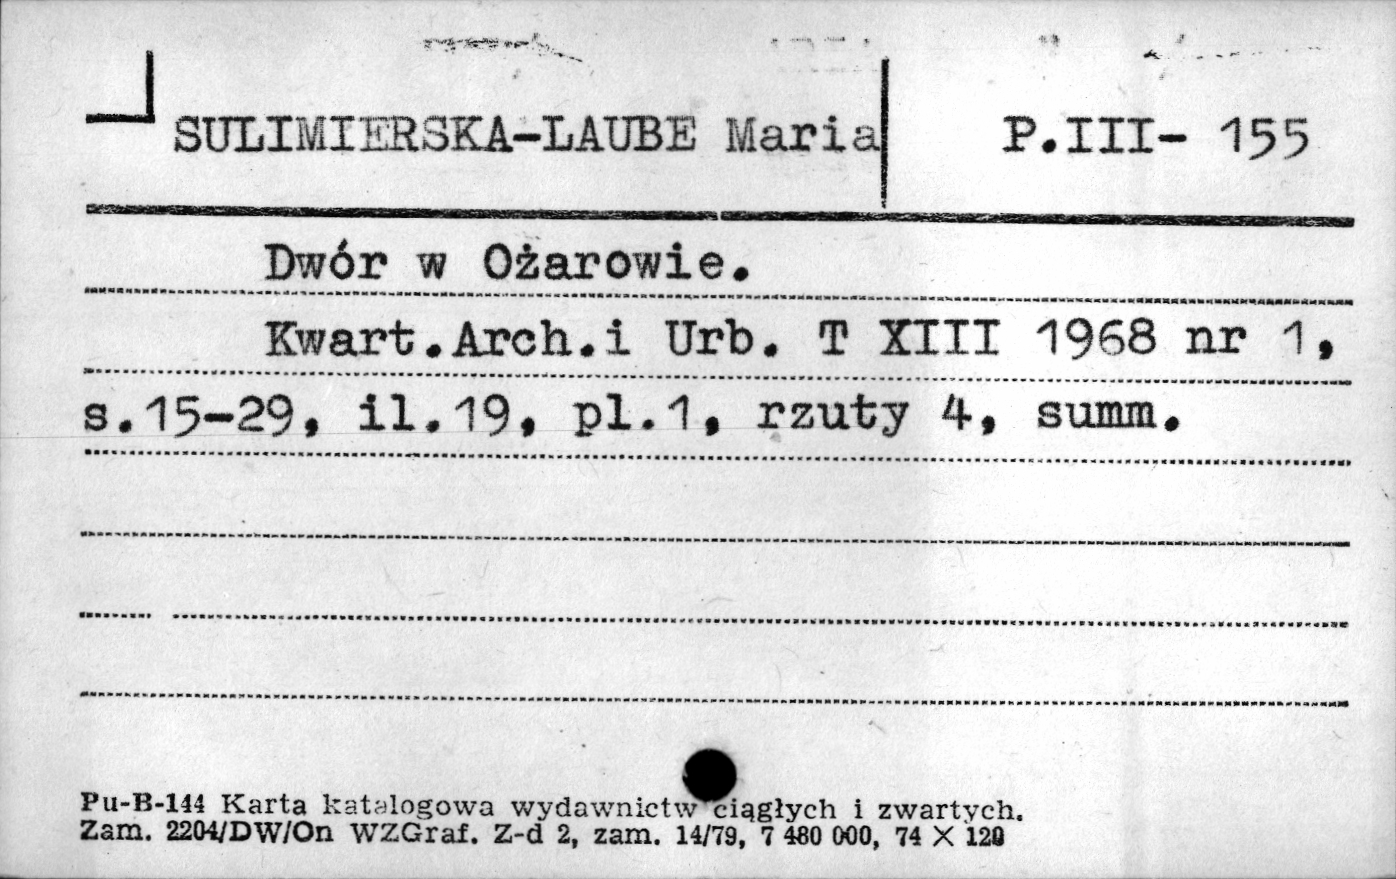 SULIMIERSKA-LAUBE Maria P.III- 155
Dwór w Ożarowie.
Kwart.Arch.i Urb. T XIII 1968 nr 1,
s.15-29, il.19, pl.1, rzuty 4, summ.
Pu-B-144 Karta katalogowa wydawnictw ciągłych i zwartych.
Zam. 2204/DW/On WZGraf. Z-d 2, zam. 14/79, 7 480 000, 74 X 120